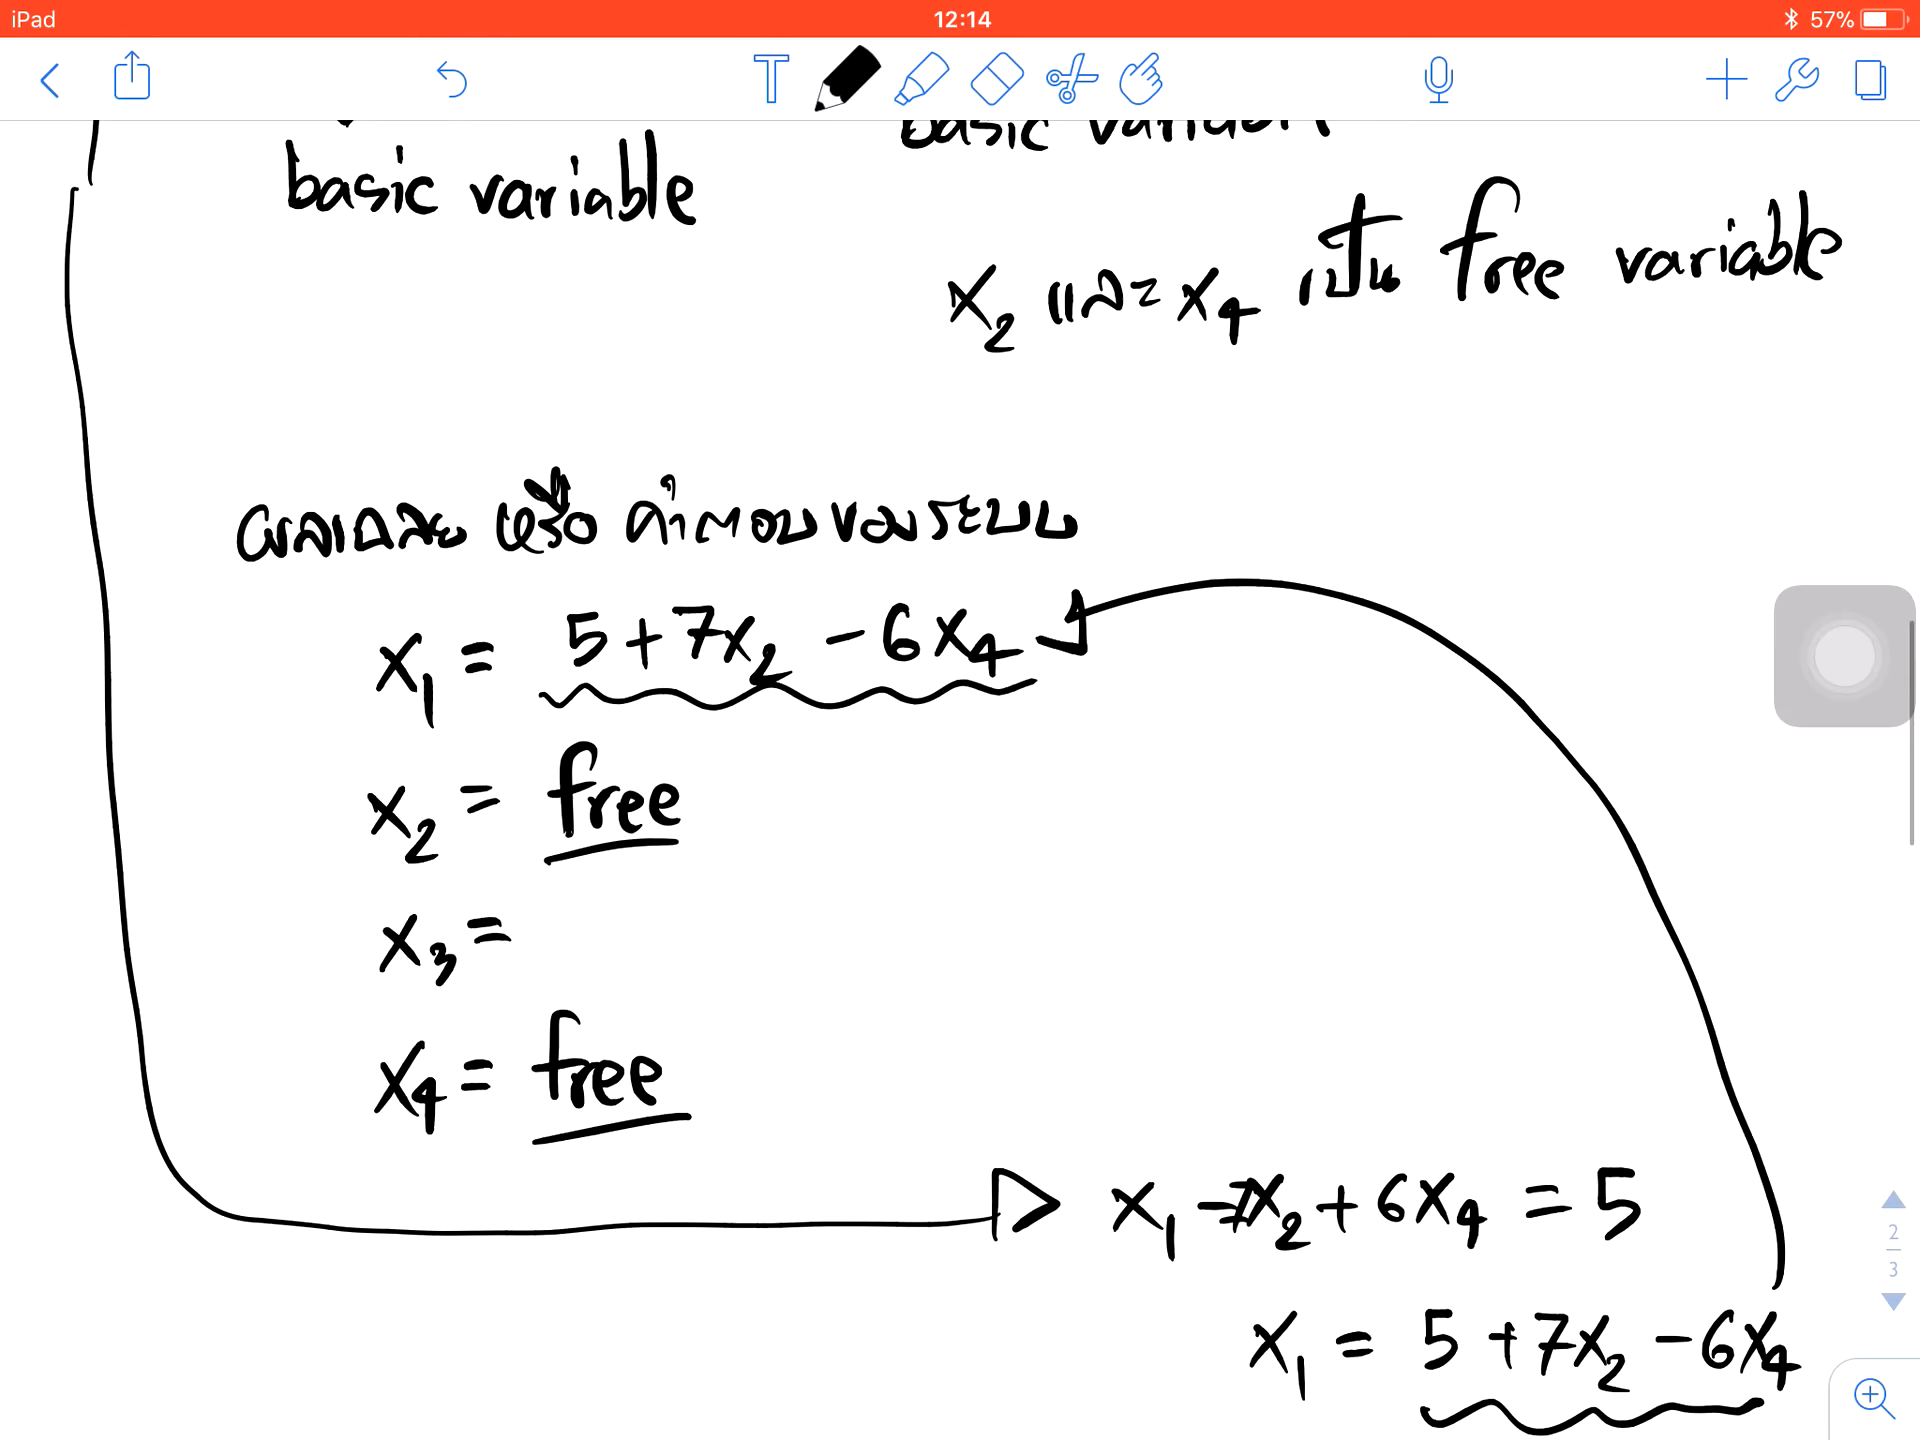 iPad 12:14 57%
T
basic variable
basic variable
x₂ และ x₄ เป็น free variable
ผลเฉลย หรือ คำตอบของระบบ
x₁ = 5 + 7x₂ - 6x₄
x₂ = free
x₃ =
x₄ = free
x₁ - 7x₂ + 6x₄ = 5
x₁ = 5 + 7x₂ - 6x₄
2
3